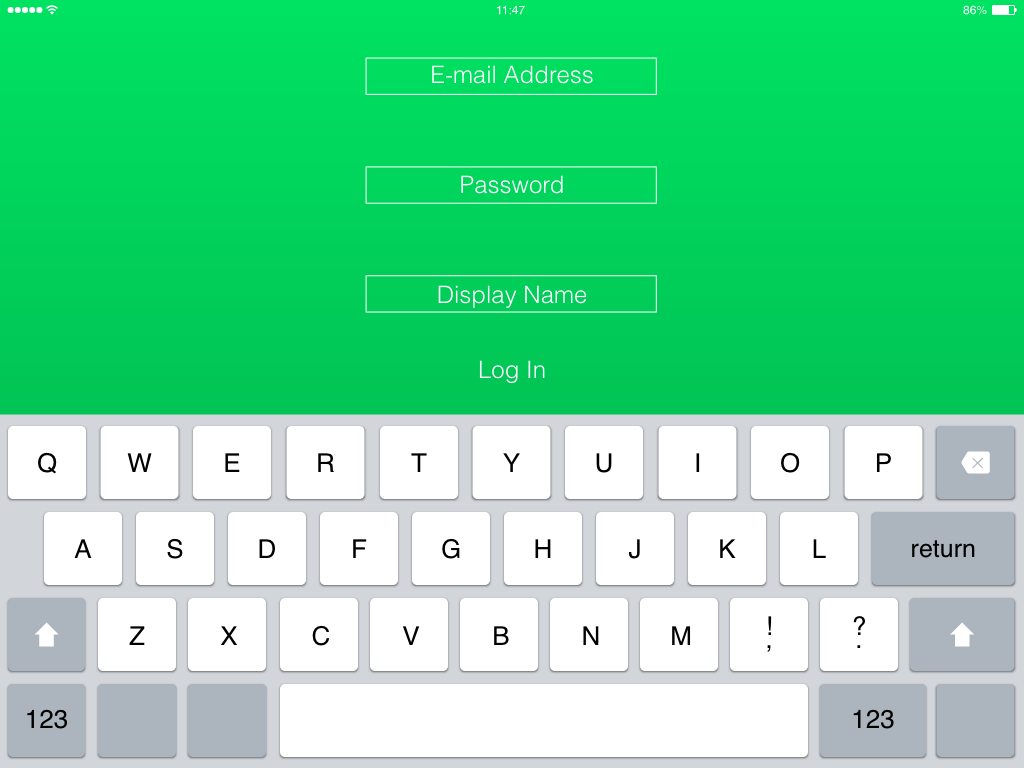 11:47 86%
E-mail Address
Password
Display Name
Log In
Q W E R T Y U I O P
A S D F G H J K L return
Z X C V B N M ! , ? .
123 123